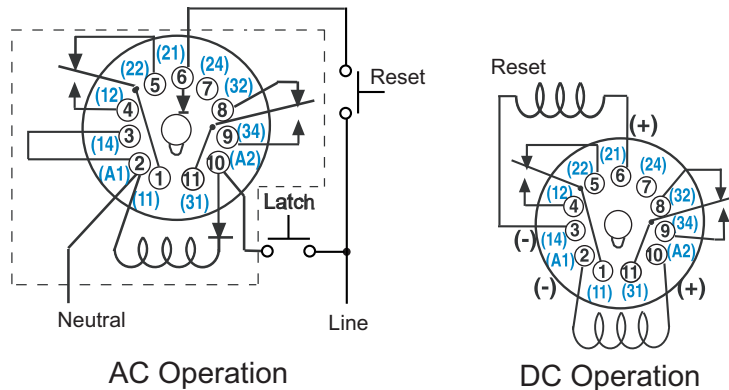 (21)
(22) 6 (24)
5 7
(12) (32)
4 8
(14) 3 9 (34)
2 10
(A1) 1 11 (A2)
(11) (31)
Reset
Latch
Neutral
Line
AC Operation
Reset
(+)
(21)
(22) 6 (24)
5 7
(12) (32)
4 8
3 9 (34)
(-) (14)
2 10
(A1) 1 11 (A2)
(-) (11) (31) (+)
DC Operation